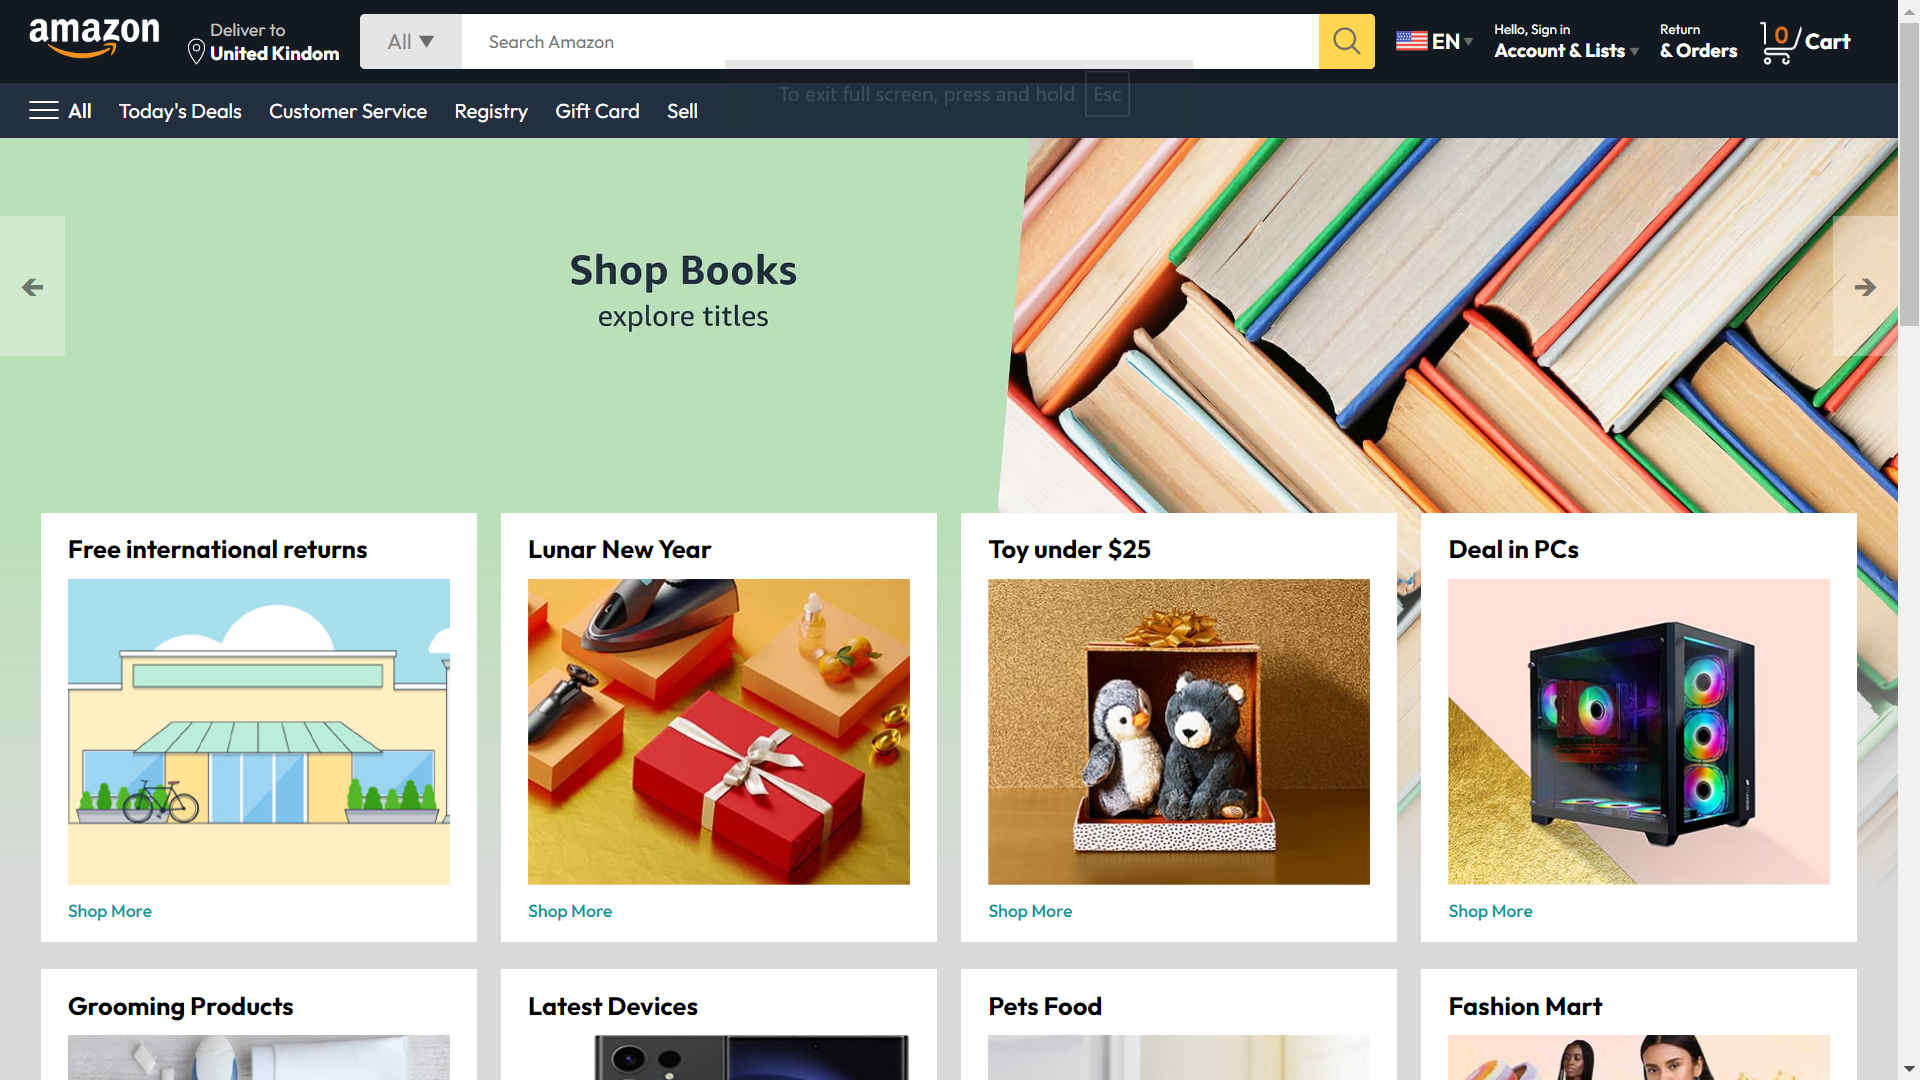 amazon
Deliver to
United Kindom
All
Search Amazon
EN
Hello, Sign in
Account & Lists
Return
& Orders
0
Cart
To exit full screen, press and hold Esc
All
Today's Deals
Customer Service
Registry
Gift Card
Sell
Shop Books
explore titles
Free international returns
Lunar New Year
Toy under $25
Deal in PCs
Shop More
Shop More
Shop More
Shop More
Grooming Products
Latest Devices
Pets Food
Fashion Mart